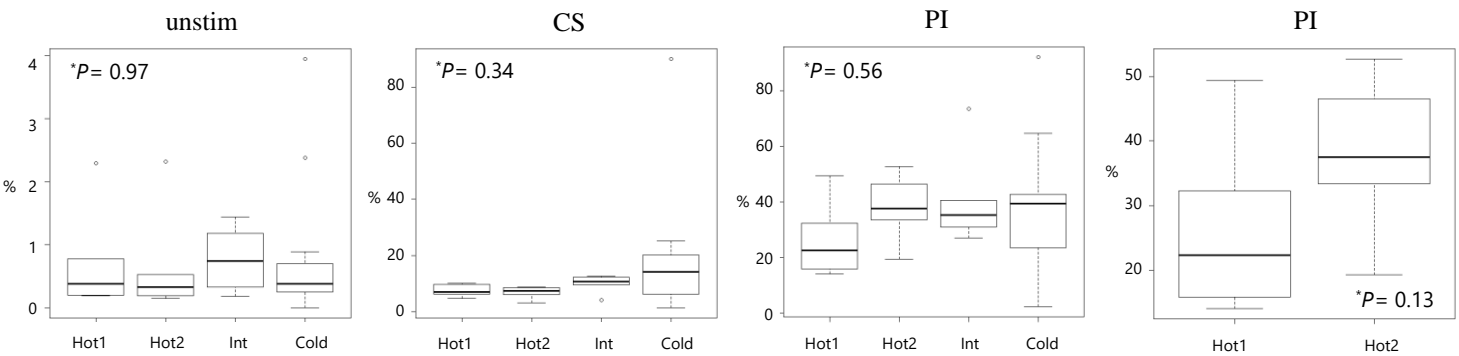 unstim
*P= 0.97
4
3
% 2
1
0
Hot1 Hot2 Int Cold
CS
*P= 0.34
80
60
% 40
20
0
Hot1 Hot2 Int Cold
PI
*P= 0.56
80
60
% 40
20
0
Hot1 Hot2 Int Cold
PI
50
40
%
30
20
*P= 0.13
Hot1 Hot2